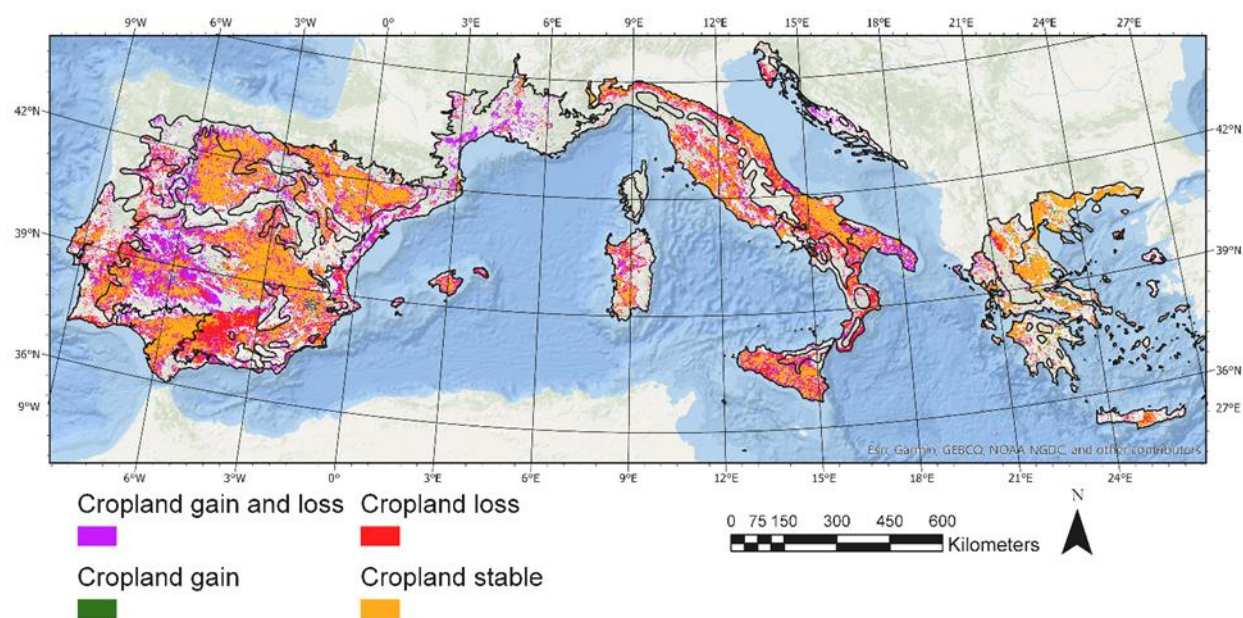 9°W 6°W 3°W 0° 3°E 6°E 9°E 12°E 15°E 18°E 21°E 24°E 27°E
42°N 42°N
39°N 39°N
36°N 36°N
9°W 27°E
Esri, Garmin, GEBCO, NOAA NGDC, and other contributors
6°W 3°W 0° 3°E 6°E 9°E 12°E 15°E 18°E 21°E 24°E
Cropland gain and loss Cropland loss
N
0 75 150 300 450 600
Kilometers
Cropland gain Cropland stable